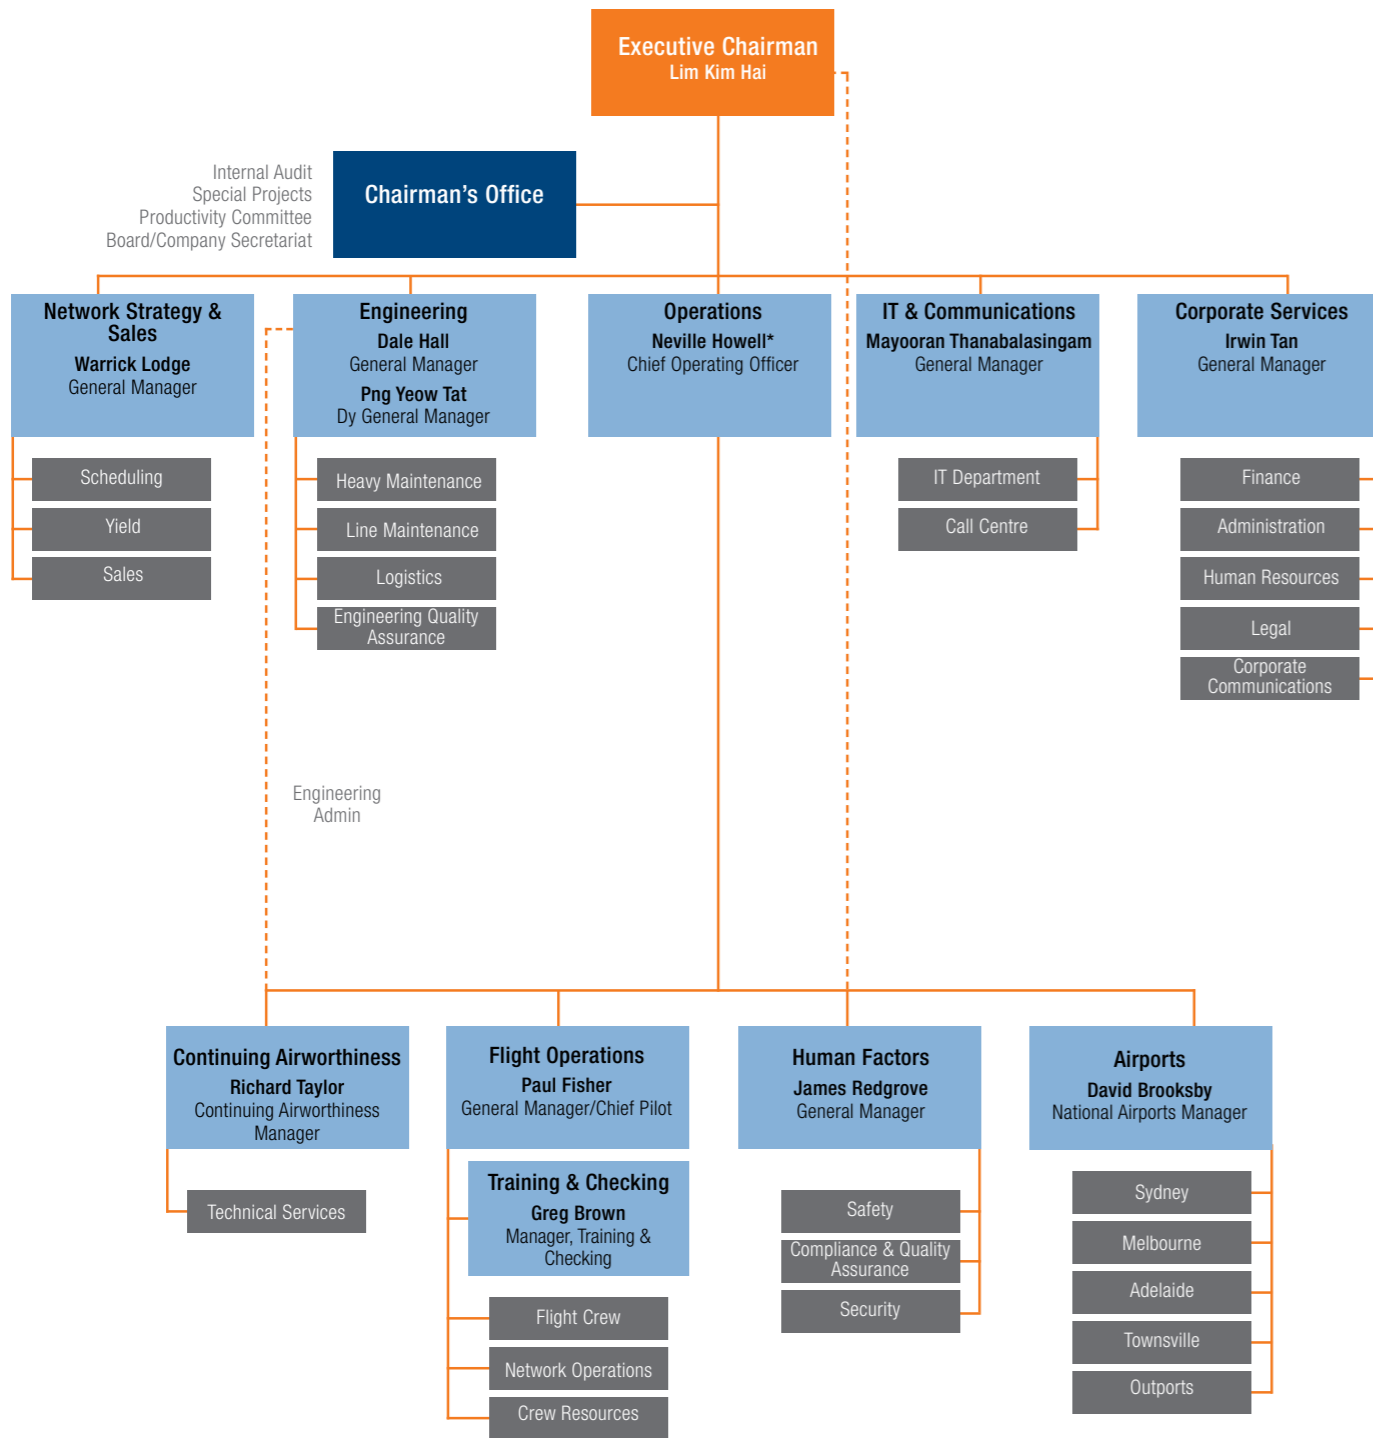 Executive Chairman
Lim Kim Hai
Internal Audit
Special Projects
Productivity Committee
Board/Company Secretariat
Chairman's Office
Network Strategy &
Sales
Warrick Lodge
General Manager
Engineering
Dale Hall
General Manager
Png Yeow Tat
Dy General Manager
Operations
Neville Howell*
Chief Operating Officer
IT & Communications
Mayooran Thanabalasingam
General Manager
Corporate Services
Irwin Tan
General Manager
Scheduling
Yield
Sales
Heavy Maintenance
Line Maintenance
Logistics
Engineering Quality
Assurance
IT Department
Call Centre
Finance
Administration
Human Resources
Legal
Corporate
Communications
Engineering
Admin
Continuing Airworthiness
Richard Taylor
Continuing Airworthiness
Manager
Technical Services
Flight Operations
Paul Fisher
General Manager/Chief Pilot
Training & Checking
Greg Brown
Manager, Training &
Checking
Flight Crew
Network Operations
Crew Resources
Human Factors
James Redgrove
General Manager
Safety
Compliance & Quality
Assurance
Security
Airports
David Brooksby
National Airports Manager
Sydney
Melbourne
Adelaide
Townsville
Outports